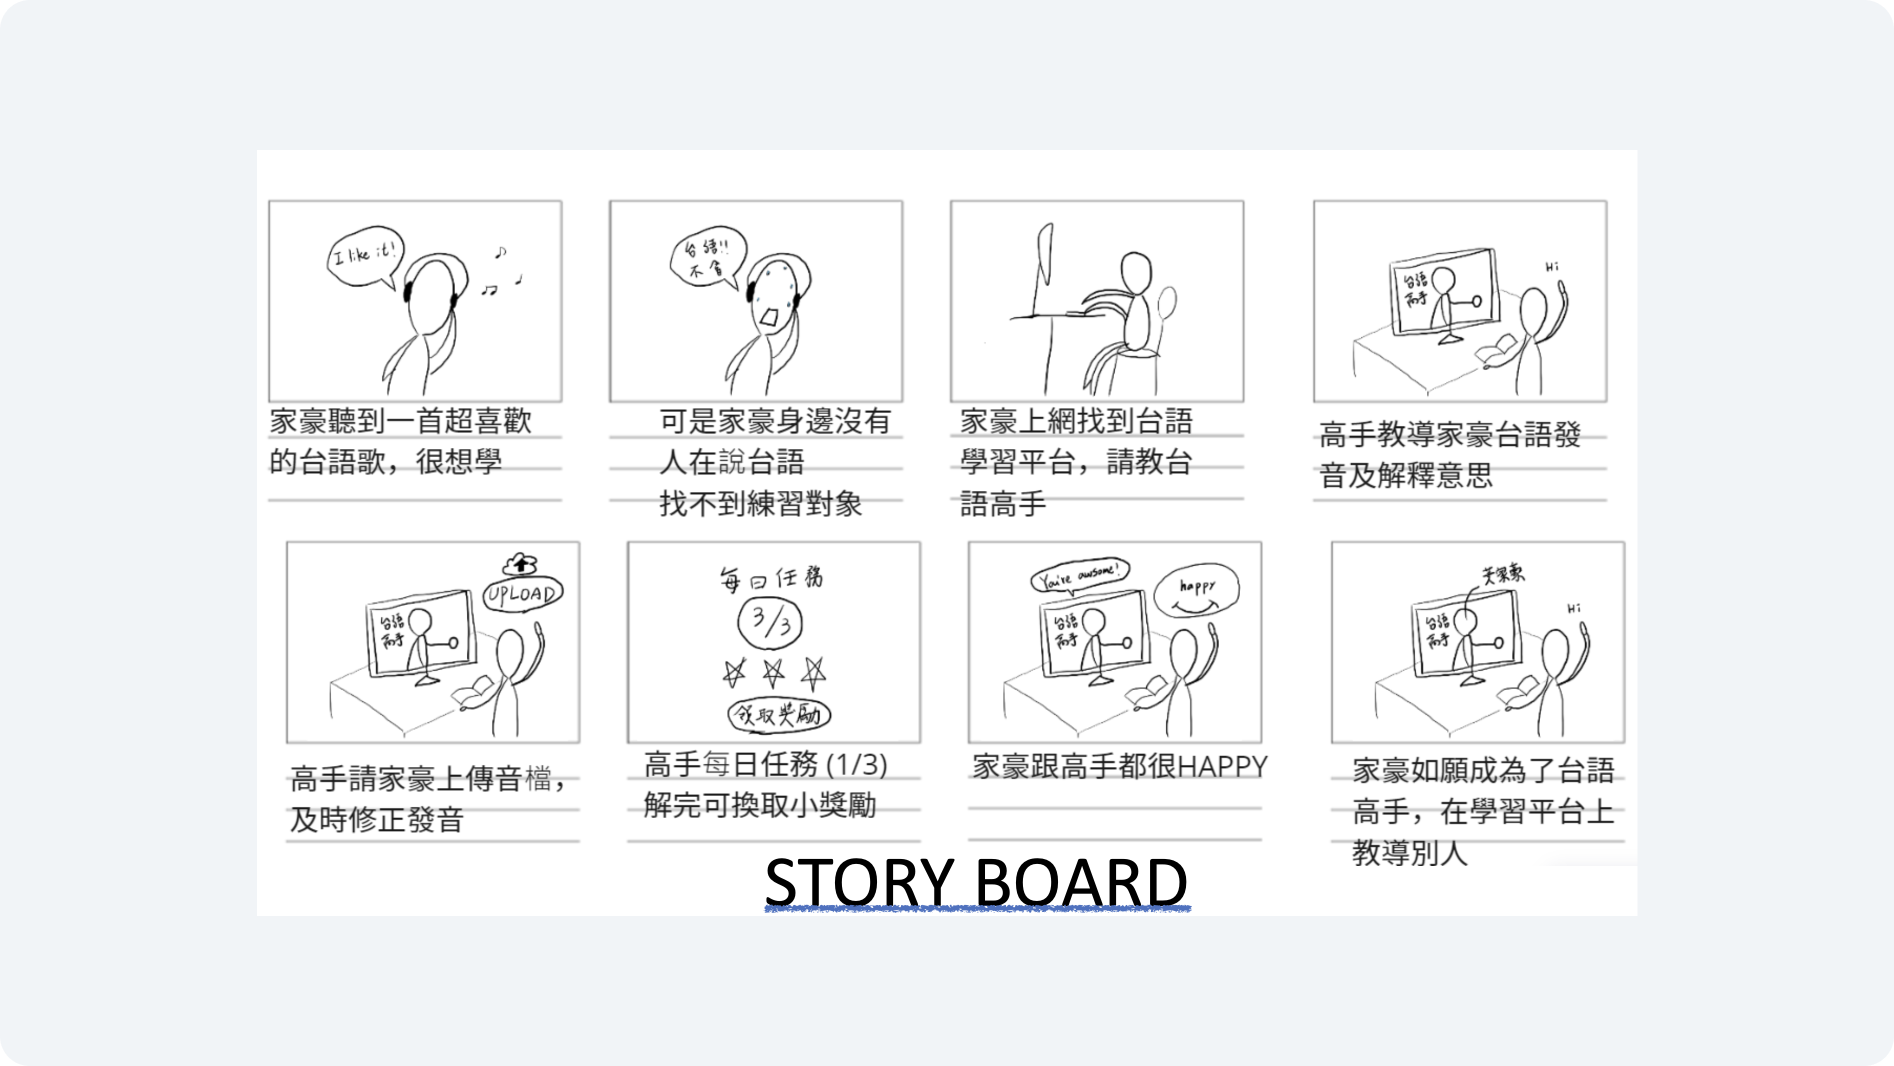 I like it!
家豪聽到一首超喜歡
的台語歌，很想學
台語!!
不會
可是家豪身邊沒有
人在說台語
找不到練習對象
家豪上網找到台語
學習平台，請教台
語高手
台語
高手
Hi
高手教導家豪台語發
音及解釋意思
UPLOAD
台語
高手
高手請家豪上傳音檔，
及時修正發音
每日任務
3/3
領取獎勵
高手每日任務 (1/3)
解完可換取小獎勵
You're awsome!
happy
台語
高手
家豪跟高手都很HAPPY
台語
高手
Hi
家豪如願成為了台語
高手，在學習平台上
教導別人
STORY BOARD